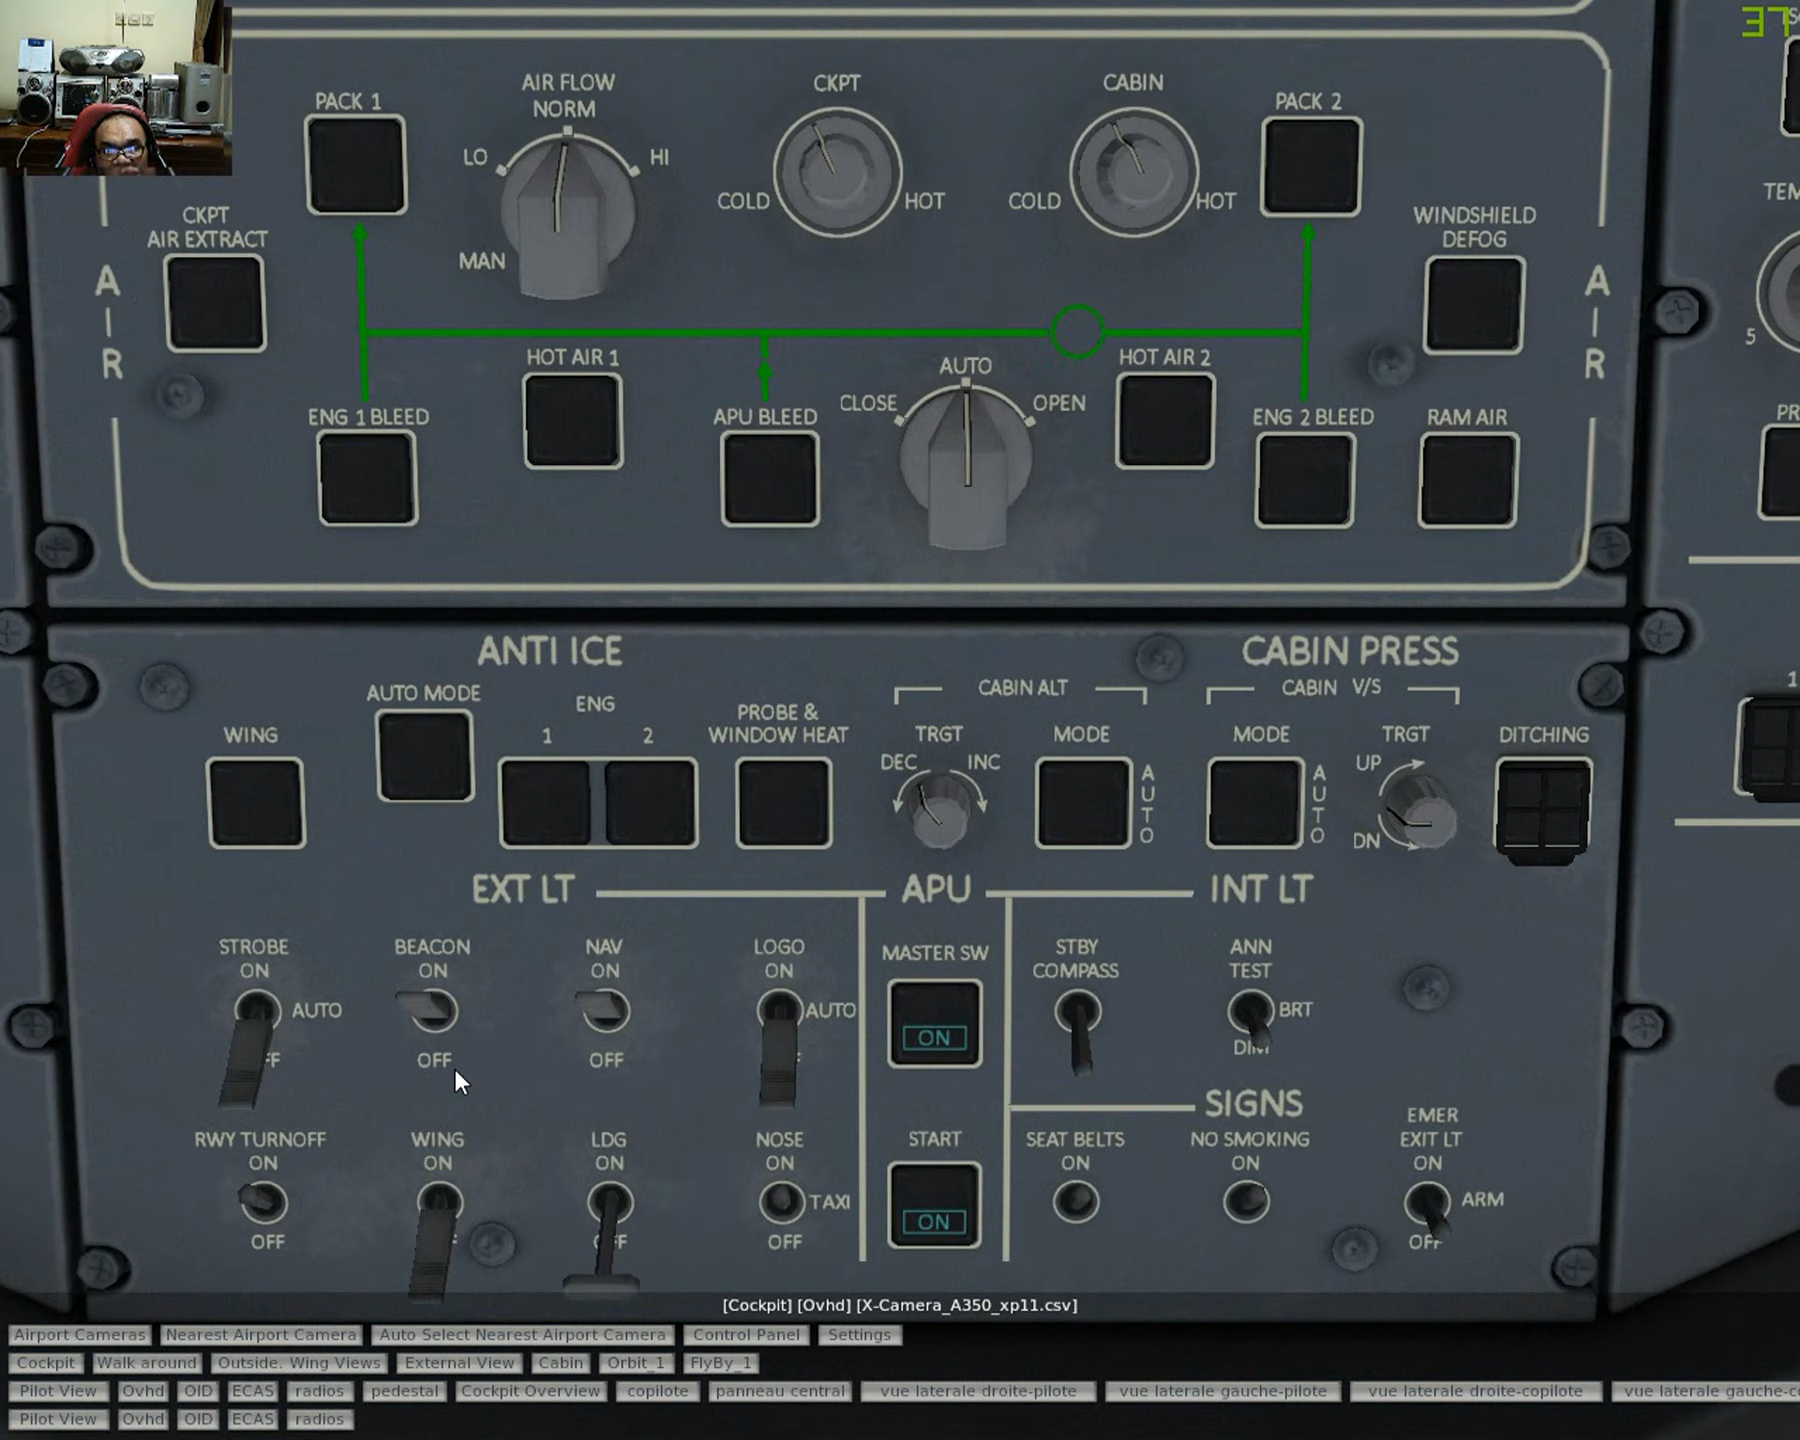 PACK 1
AIR FLOW
NORM
LO
HI
MAN
CKPT
COLD
HOT
CABIN
COLD
HOT
PACK 2
CKPT
AIR EXTRACT
WINDSHIELD
DEFOG
AIR
AIR
5
HOT AIR 1
AUTO
CLOSE
OPEN
HOT AIR 2
ENG 1 BLEED
APU BLEED
ENG 2 BLEED
RAM AIR
ANTI ICE
CABIN PRESS
AUTO MODE
ENG
1
2
WING
PROBE &
WINDOW HEAT
CABIN ALT
CABIN V/S
TRGT
DEC
INC
MODE
AUTO
MODE
AUTO
TRGT
UP
DN
DITCHING
1
EXT LT
APU
INT LT
STROBE
ON
AUTO
BEACON
ON
OFF
NAV
ON
OFF
LOGO
ON
AUTO
MASTER SW
ON
STBY
COMPASS
ANN
TEST
BRT
DIM
SIGNS
RWY TURNOFF
ON
OFF
WING
ON
LDG
ON
NOSE
ON
TAXI
OFF
START
ON
SEAT BELTS
ON
NO SMOKING
ON
EMER
EXIT LT
ON
ARM
OFF
[Cockpit] [Ovhd] [X-Camera_A350_xp11.csv]
Airport Cameras Nearest Airport Camera Auto Select Nearest Airport Camera Control Panel Settings
Cockpit Walk around Outside. Wing Views External View Cabin Orbit_1 FlyBy_1
Pilot View Ovhd OID ECAS radios pedestal Cockpit Overview copilote panneau central vue laterale droite-pilote vue laterale gauche-pilote vue laterale droite-copilote vue laterale
Pilot View Ovhd OID ECAS radios